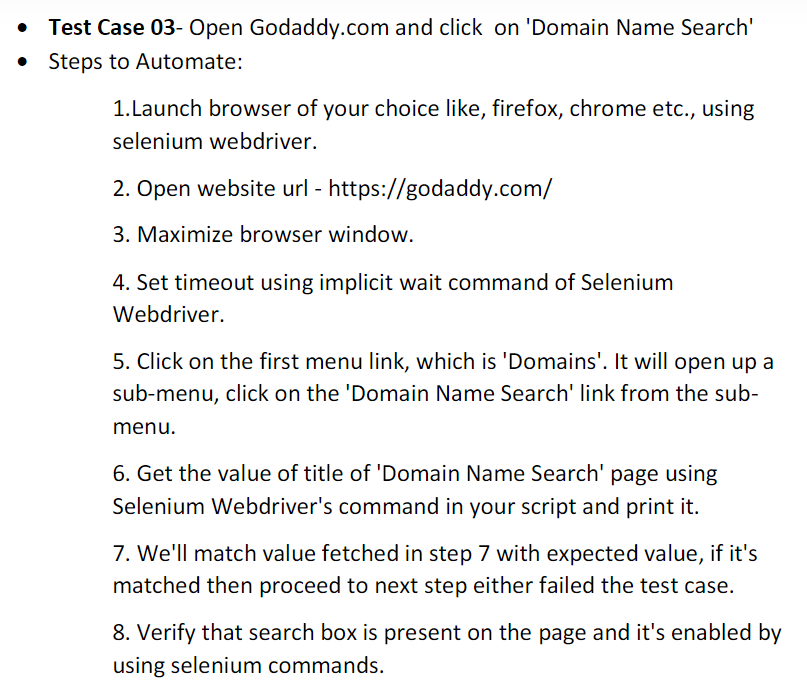 • Test Case 03- Open Godaddy.com and click  on 'Domain Name Search'
• Steps to Automate:
1.Launch browser of your choice like, firefox, chrome etc., using
selenium webdriver.
2. Open website url - https://godaddy.com/
3. Maximize browser window.
4. Set timeout using implicit wait command of Selenium
Webdriver.
5. Click on the first menu link, which is 'Domains'. It will open up a
sub-menu, click on the 'Domain Name Search' link from the sub-
menu.
6. Get the value of title of 'Domain Name Search' page using
Selenium Webdriver's command in your script and print it.
7. We'll match value fetched in step 7 with expected value, if it's
matched then proceed to next step either failed the test case.
8. Verify that search box is present on the page and it's enabled by
using selenium commands.